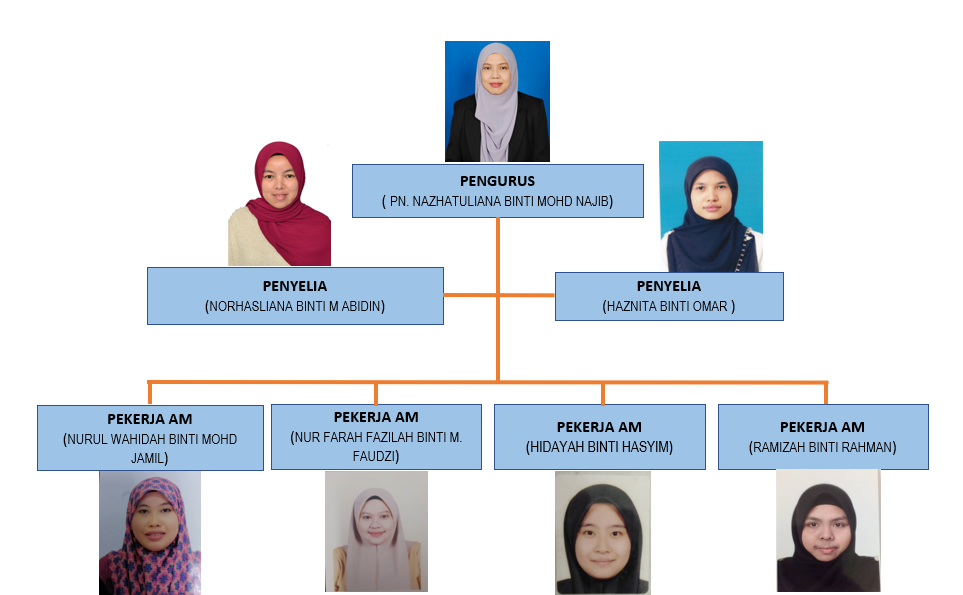 PENGURUS
( PN. NAZHATULIANA BINTI MOHD NAJIB)
PENYELIA
(NORHASLIANA BINTI M ABIDIN)
PENYELIA
(HAZNITA BINTI OMAR )
PEKERJA AM
(NURUL WAHIDAH BINTI MOHD
JAMIL)
PEKERJA AM
(NUR FARAH FAZILAH BINTI M.
FAUDZI)
PEKERJA AM
(HIDAYAH BINTI HASYIM)
PEKERJA AM
(RAMIZAH BINTI RAHMAN)